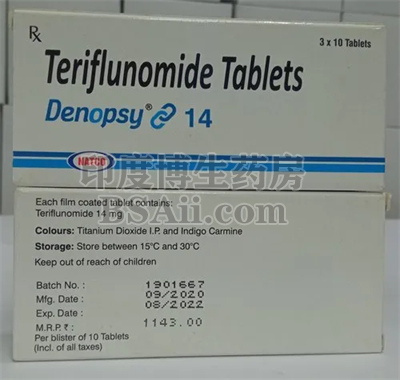 Rx
3 x 10 Tablets
Teriflunomide Tablets
Denopsy® 14
NATCO
印度博生药房
BSAii.com
Each film coated tablet contains:
Teriflunomide 14 mg
Colours: Titanium Dioxide I.P. and Indigo Carmine
Storage: Store between 15°C and 30°C
Keep out of reach of children
Batch No. : 1901667
Mfg. Date : 09/2020
Exp. Date : 08/2022
M.R.P. ₹ : 1143.00
Per blister of 10 Tablets
(Incl. of all taxes)